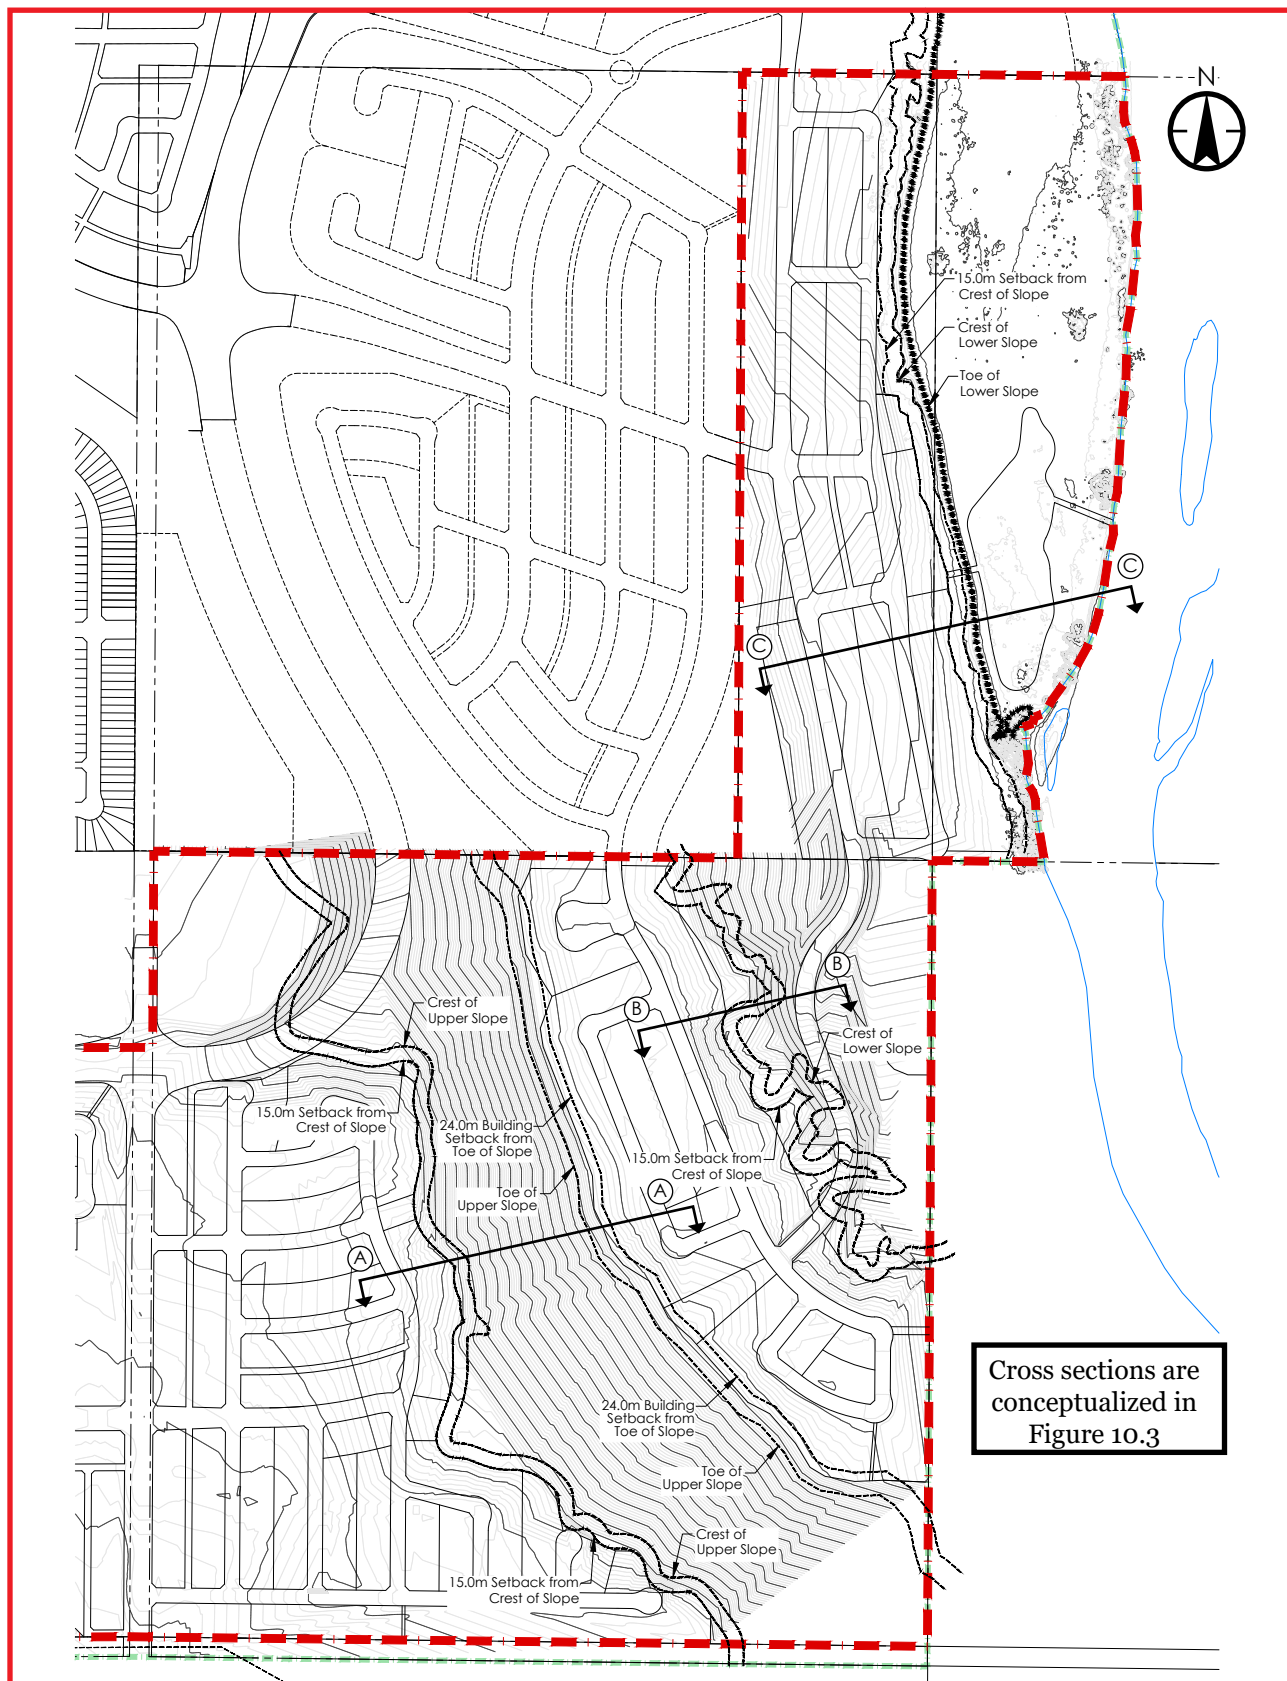 N
15.0m Setback from
Crest of Slope
Crest of
Lower Slope
Toe of
Lower Slope
C
C
B
B
Crest of
Upper Slope
Crest of
Lower Slope
15.0m Setback from
Crest of Slope
24.0m Building
Setback from
Toe of Slope
15.0m Setback from
Crest of Slope
Toe of
Upper Slope
A
A
Cross sections are
conceptualized in
Figure 10.3
24.0m Building
Setback from
Toe of Slope
Toe of
Upper Slope
Crest of
Upper Slope
15.0m Setback from
Crest of Slope